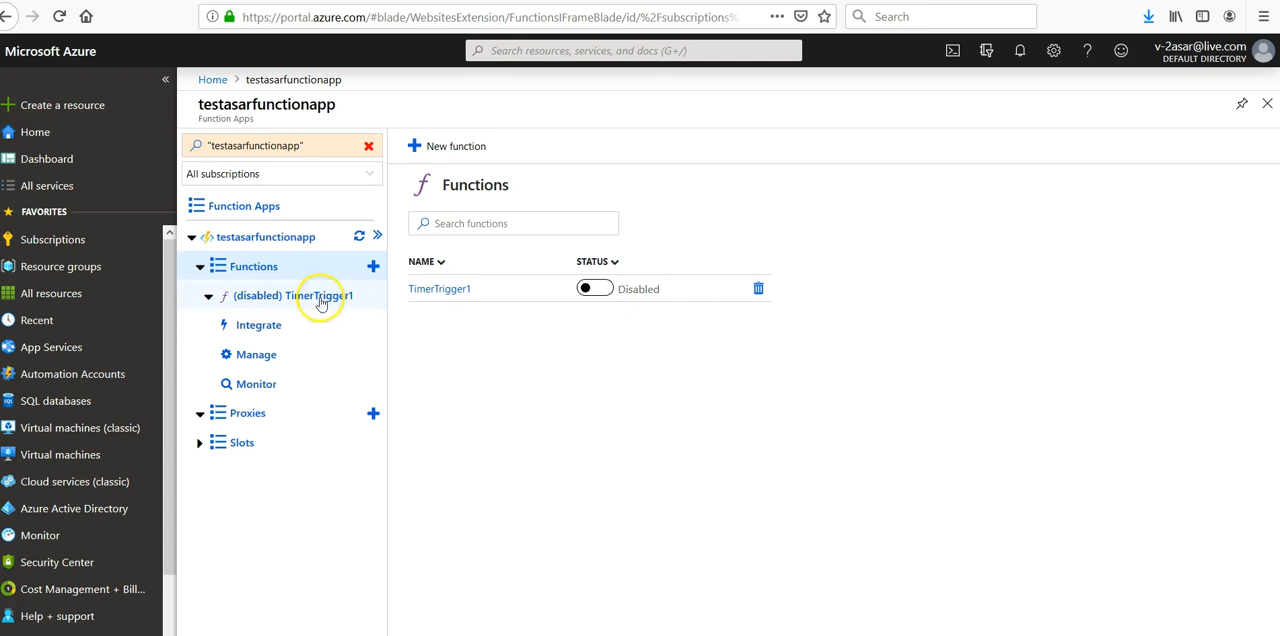 https://portal.azure.com/#blade/WebsitesExtension/FunctionsIFrameBlade/id/%2Fsubscriptions%
Search
Microsoft Azure
Search resources, services, and docs (G+/)
v-2asar@live.com
DEFAULT DIRECTORY
Home > testasarfunctionapp
testasarfunctionapp
Function Apps
Create a resource
Home
Dashboard
All services
FAVORITES
Subscriptions
Resource groups
All resources
Recent
App Services
Automation Accounts
SQL databases
Virtual machines (classic)
Virtual machines
Cloud services (classic)
Azure Active Directory
Monitor
Security Center
Cost Management + Bill...
Help + support
"testasarfunctionapp"
All subscriptions
Function Apps
testasarfunctionapp
Functions
(disabled) TimerTrigger1
Integrate
Manage
Monitor
Proxies
Slots
New function
Functions
Search functions
NAME STATUS
TimerTrigger1 Disabled